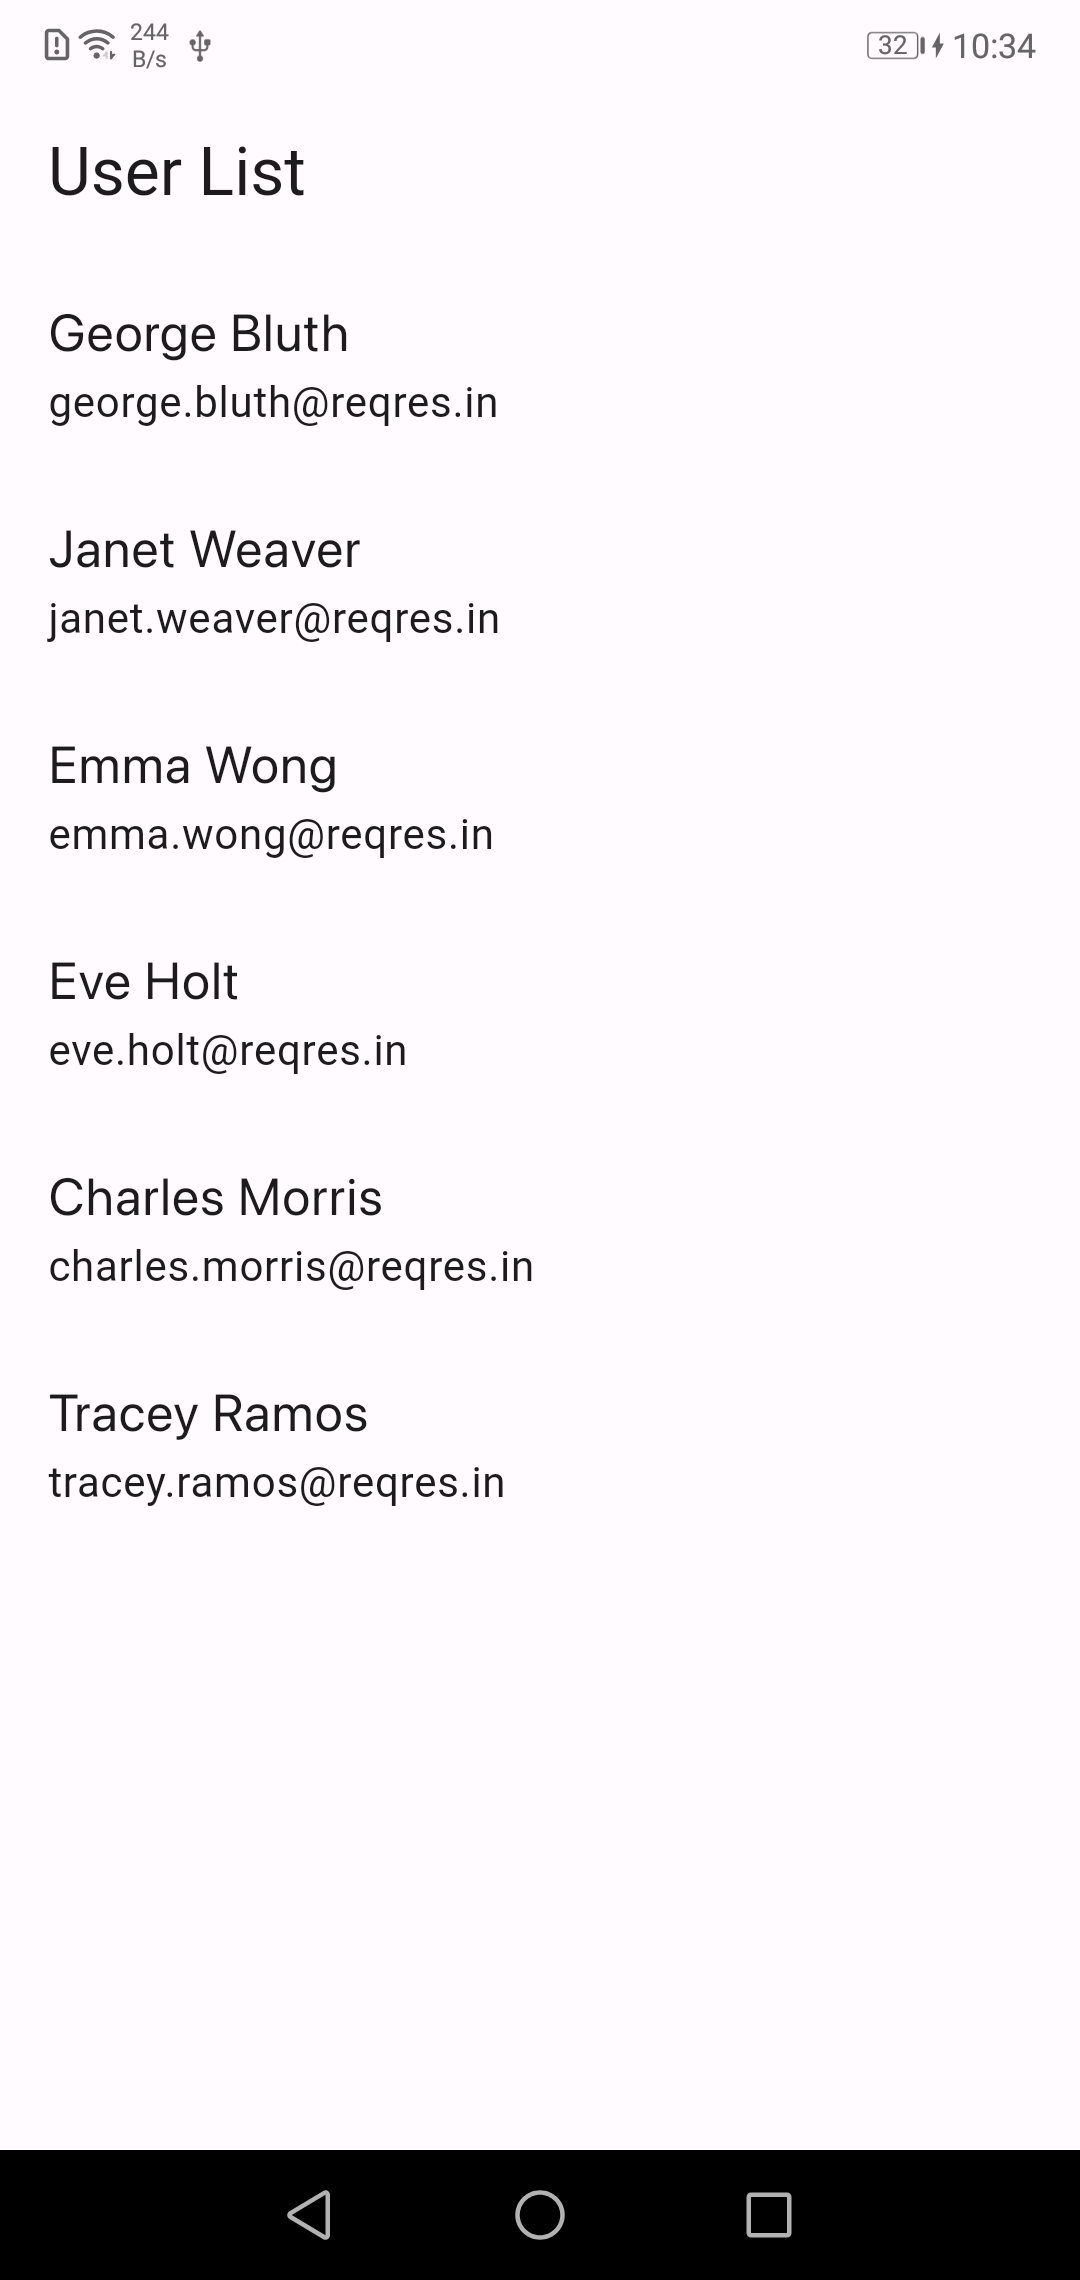 244
B/s
32
10:34
User List
George Bluth
george.bluth@reqres.in
Janet Weaver
janet.weaver@reqres.in
Emma Wong
emma.wong@reqres.in
Eve Holt
eve.holt@reqres.in
Charles Morris
charles.morris@reqres.in
Tracey Ramos
tracey.ramos@reqres.in